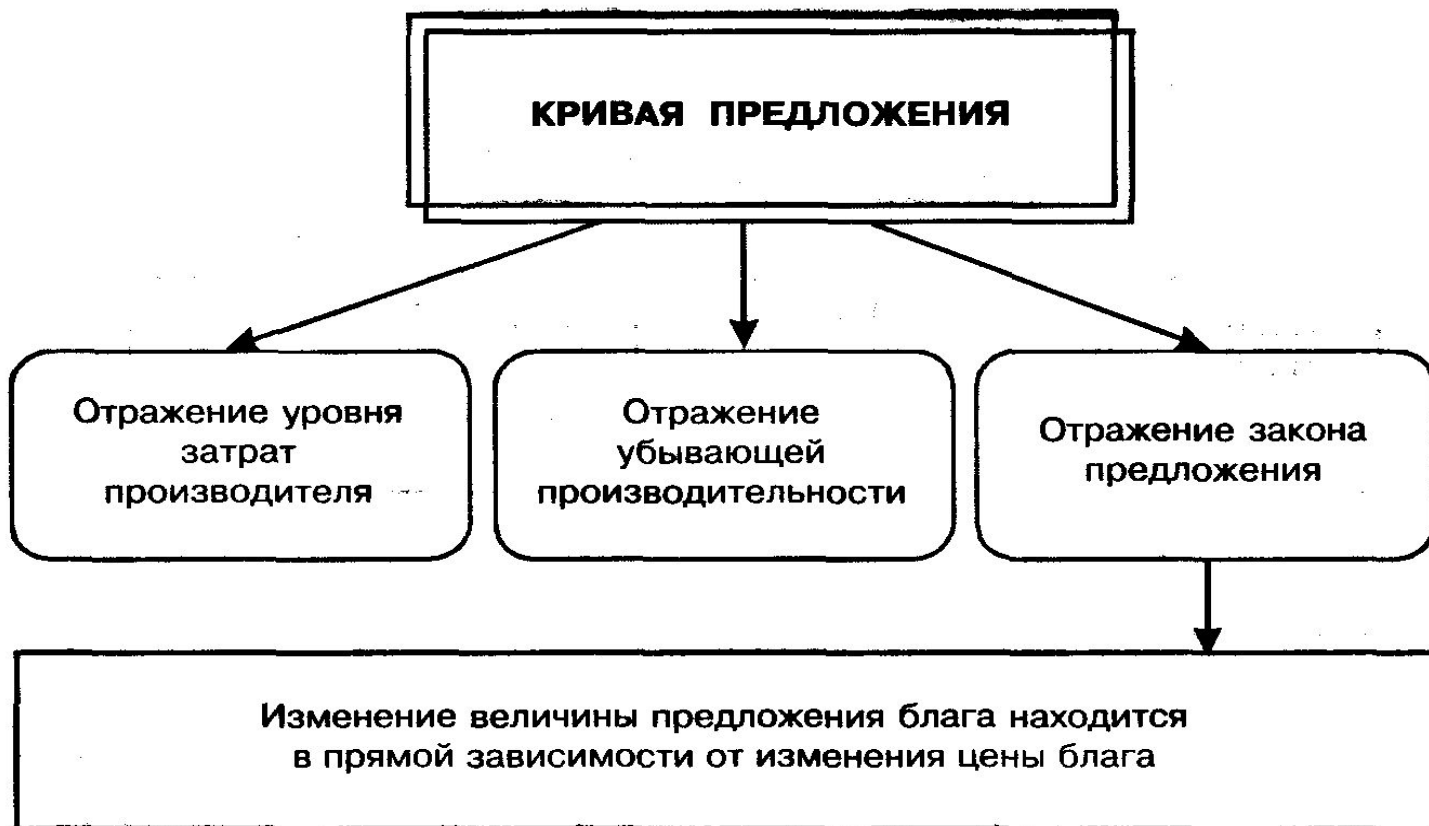 КРИВАЯ ПРЕДЛОЖЕНИЯ
Отражение уровня
затрат
производителя
Отражение
убывающей
производительности
Отражение закона
предложения
Изменение величины предложения блага находится
в прямой зависимости от изменения цены блага